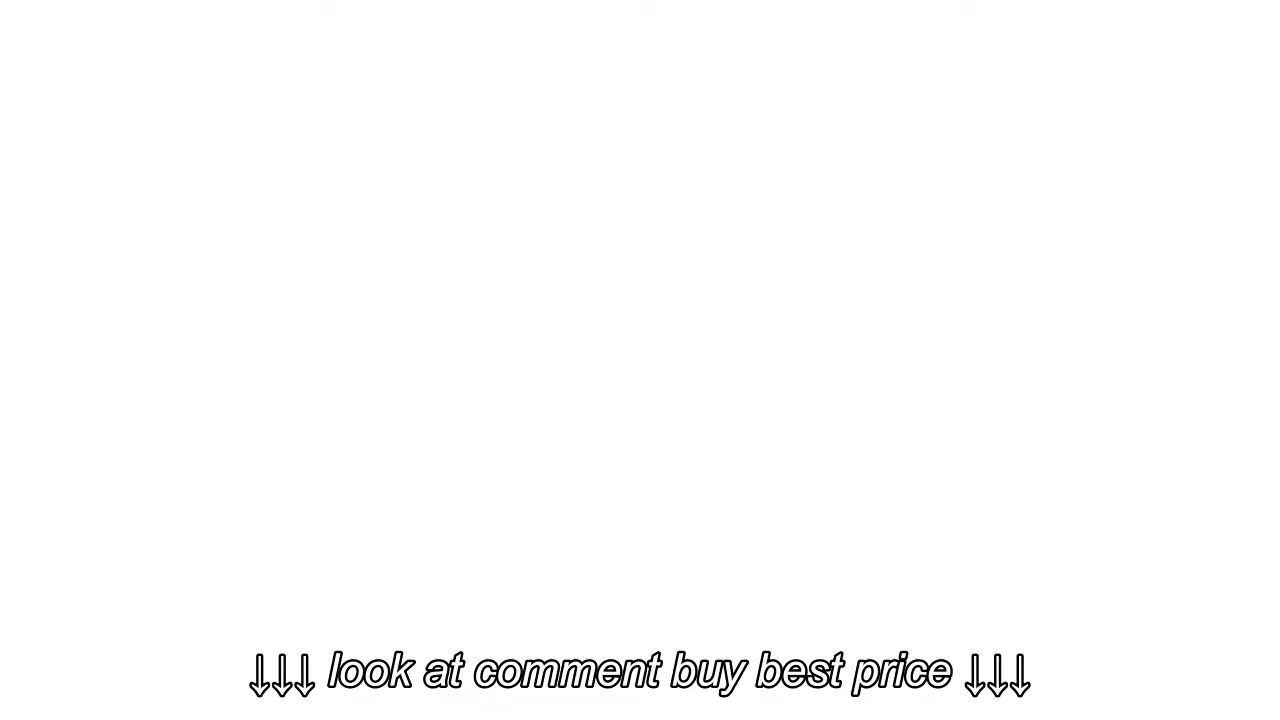 ↓↓↓ look at comment buy best price ↓↓↓